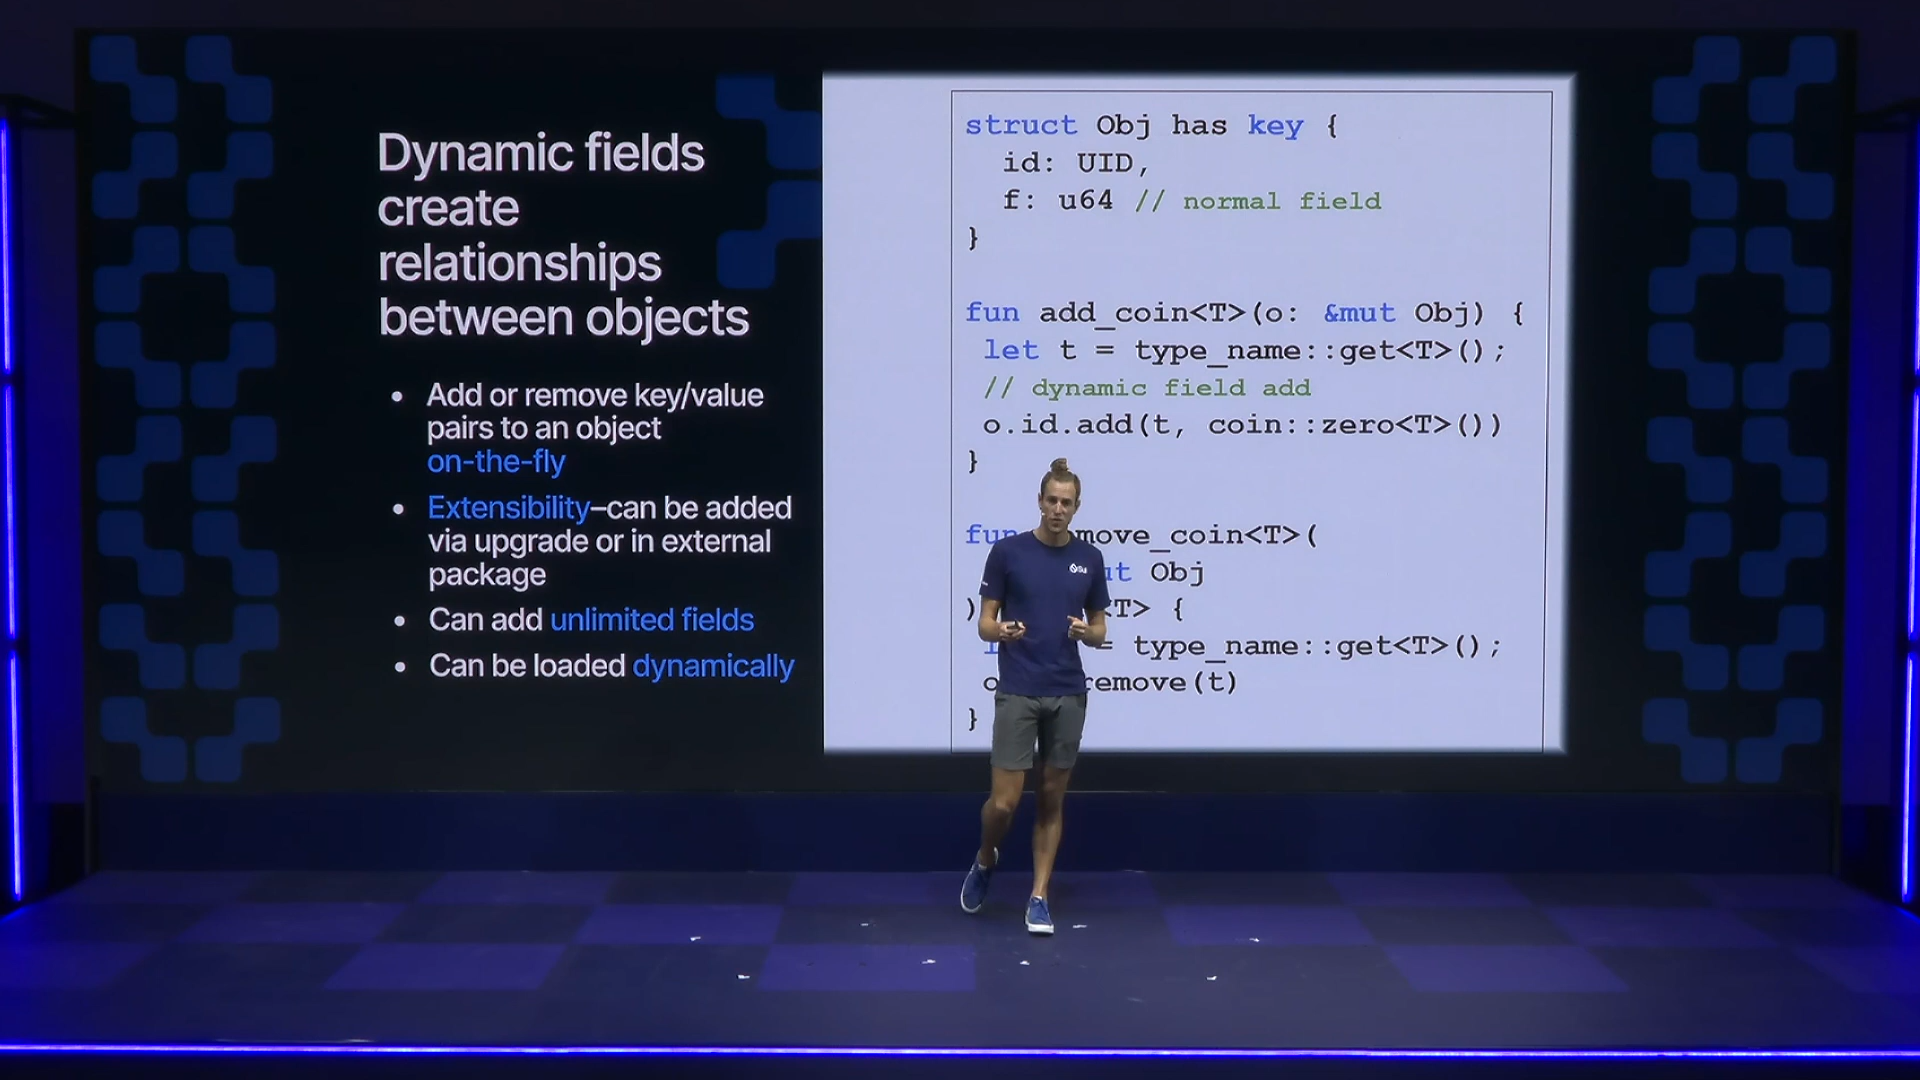 Dynamic fields
create
relationships
between objects
• Add or remove key/value
pairs to an object
on-the-fly
• Extensibility–can be added
via upgrade or in external
package
• Can add unlimited fields
• Can be loaded dynamically
struct Obj has key {
id: UID,
f: u64 // normal field
}
fun add_coin<T>(o: &mut Obj) {
let t = type_name::get<T>();
// dynamic field add
o.id.add(t, coin::zero<T>())
}
move_coin<T>(
Obj
) <T> {
= type_name::get<T>();
remove(t)
}
Sui